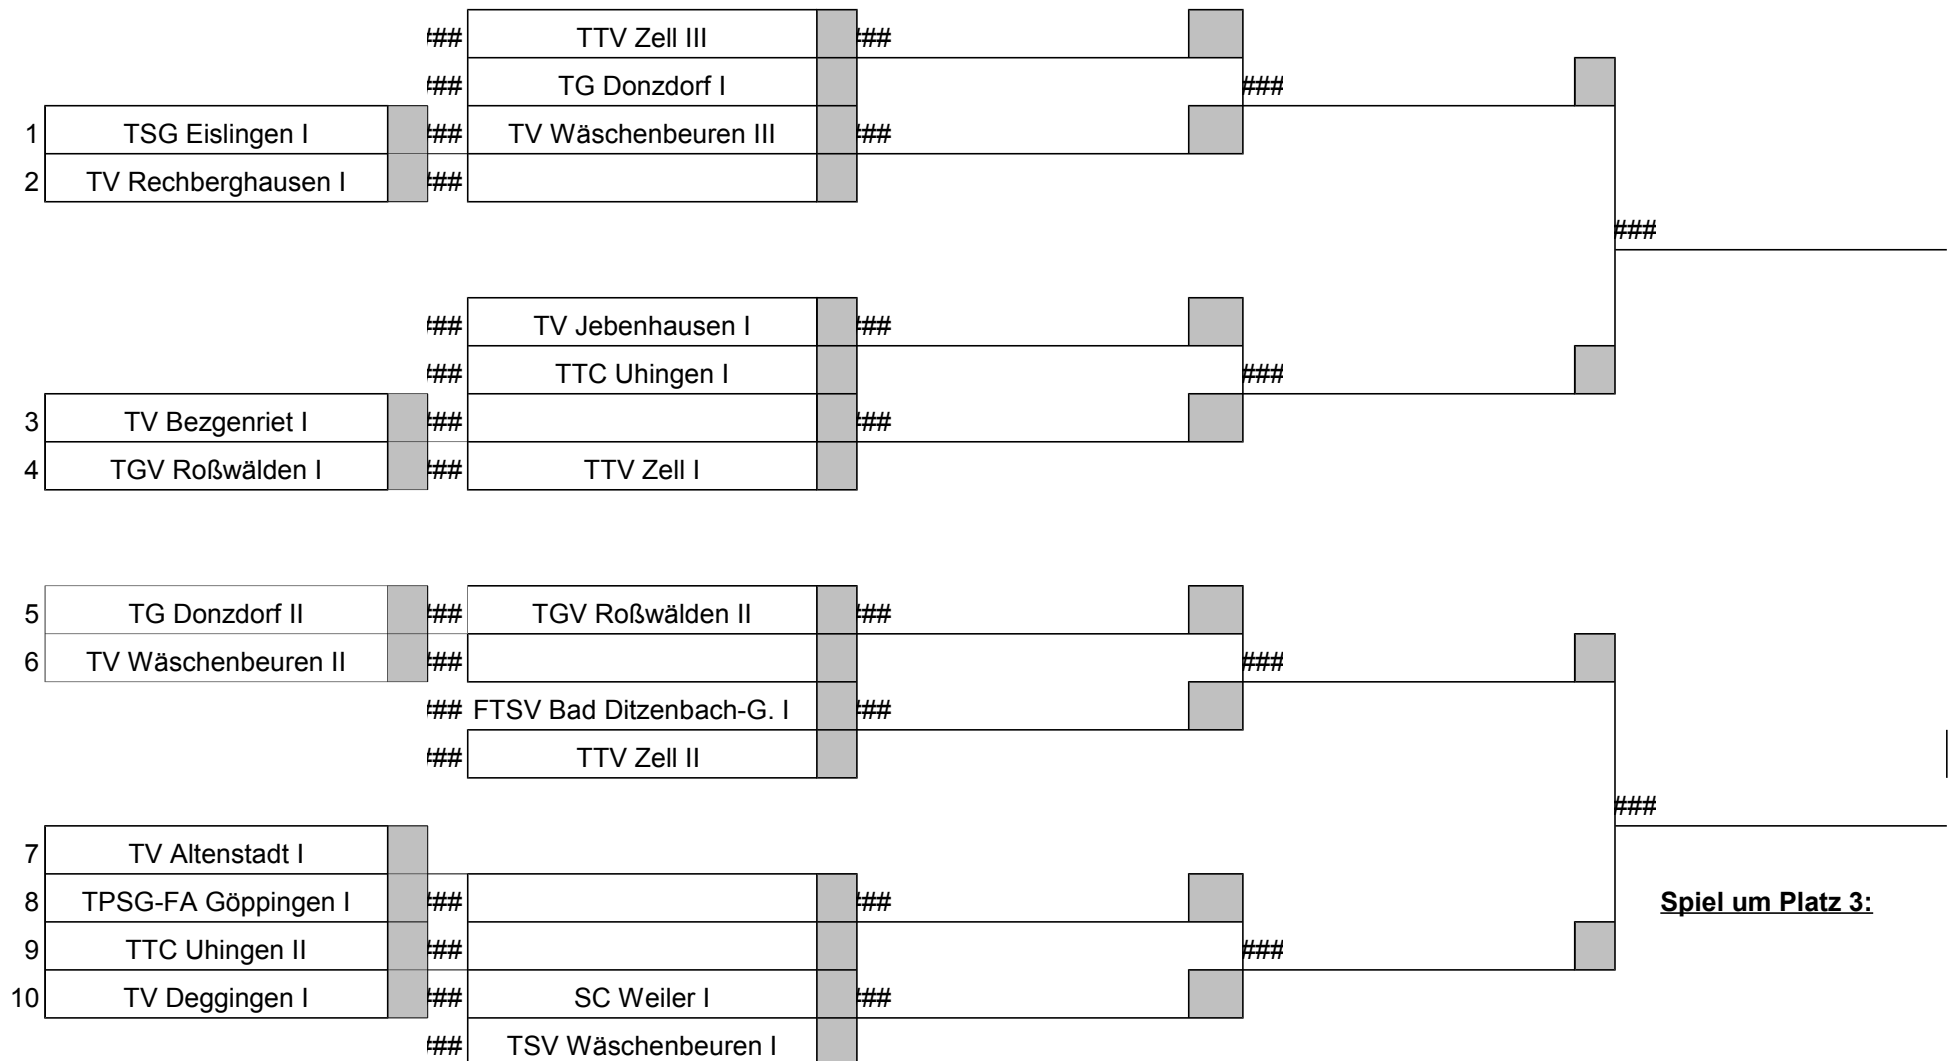 ### TTV Zell III ###
### TG Donzdorf I ###
1 TSG Eislingen I ### TV Wäschenbeuren III ###
2 TV Rechberghausen I ###
###
### TV Jebenhausen I ###
### TTC Uhingen I ###
3 TV Bezgenriet I ### ###
4 TGV Roßwälden I ### TTV Zell I
5 TG Donzdorf II ### TGV Roßwälden II ###
6 TV Wäschenbeuren II ### ###
### FTSV Bad Ditzenbach-G. I ###
### TTV Zell II
###
7 TV Altenstadt I
8 TPSG-FA Göppingen I ### ### Spiel um Platz 3:
9 TTC Uhingen II ### ###
10 TV Deggingen I ### SC Weiler I ###
### TSV Wäschenbeuren I